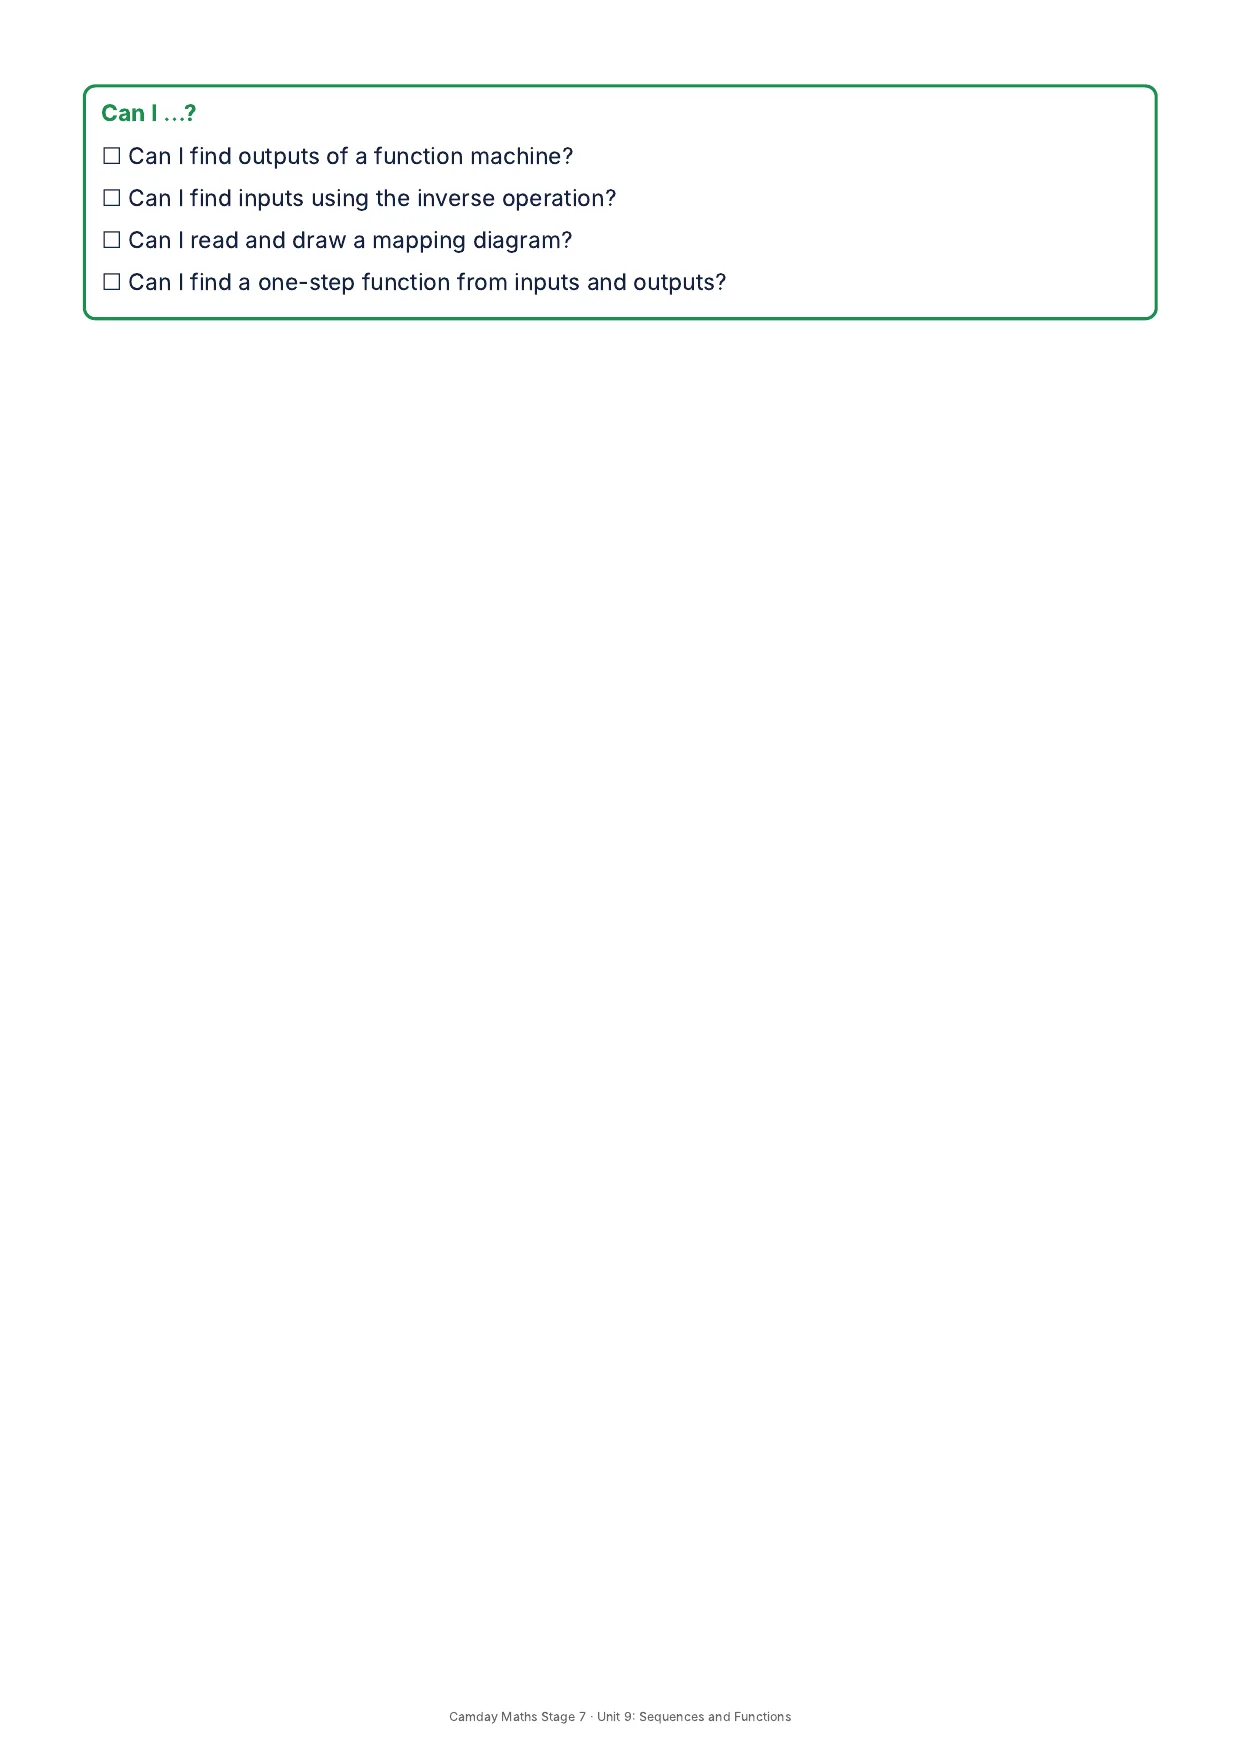 Can I …?
☐ Can I find outputs of a function machine?
☐ Can I find inputs using the inverse operation?
☐ Can I read and draw a mapping diagram?
☐ Can I find a one-step function from inputs and outputs?
Camday Maths Stage 7 · Unit 9: Sequences and Functions